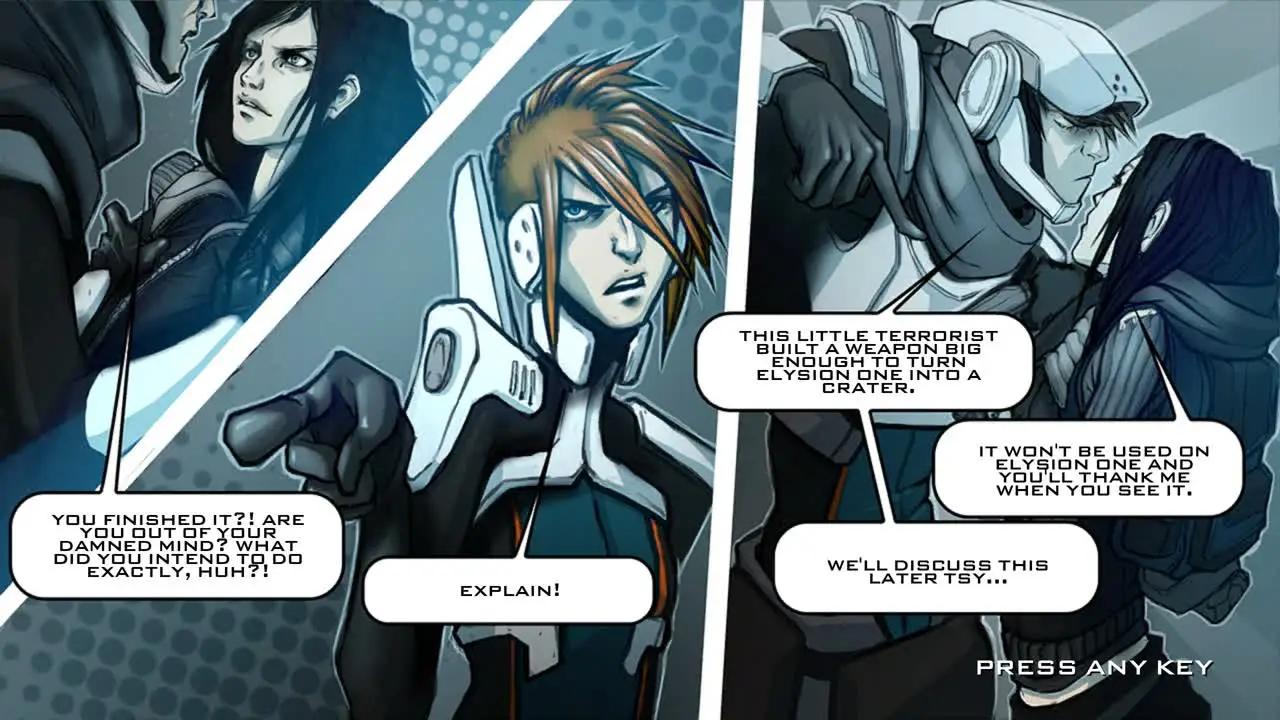 YOU FINISHED IT?! ARE
YOU OUT OF YOUR
DAMNED MIND? WHAT
DID YOU INTEND TO DO
EXACTLY, HUH?!
EXPLAIN!
THIS LITTLE TERRORIST
BUILT A WEAPON BIG
ENOUGH TO TURN
ELYSION ONE INTO A
CRATER.
IT WON'T BE USED ON
ELYSION ONE AND
YOU'LL THANK ME
WHEN YOU SEE IT.
WE'LL DISCUSS THIS
LATER TSY...
PRESS ANY KEY